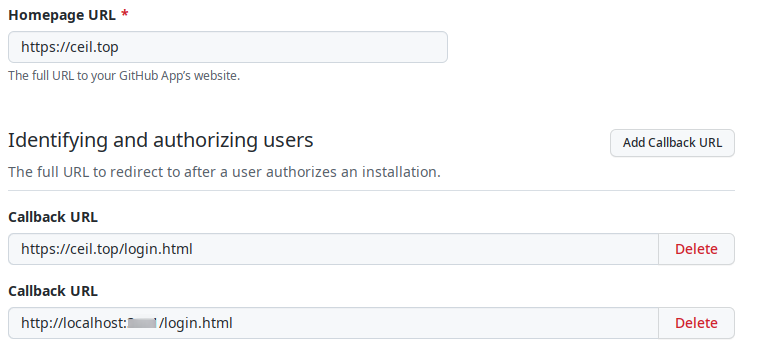 Homepage URL *
https://ceil.top
The full URL to your GitHub App's website.
Identifying and authorizing users
Add Callback URL
The full URL to redirect to after a user authorizes an installation.
Callback URL
https://ceil.top/login.html
Delete
Callback URL
http://localhost: /login.html
Delete